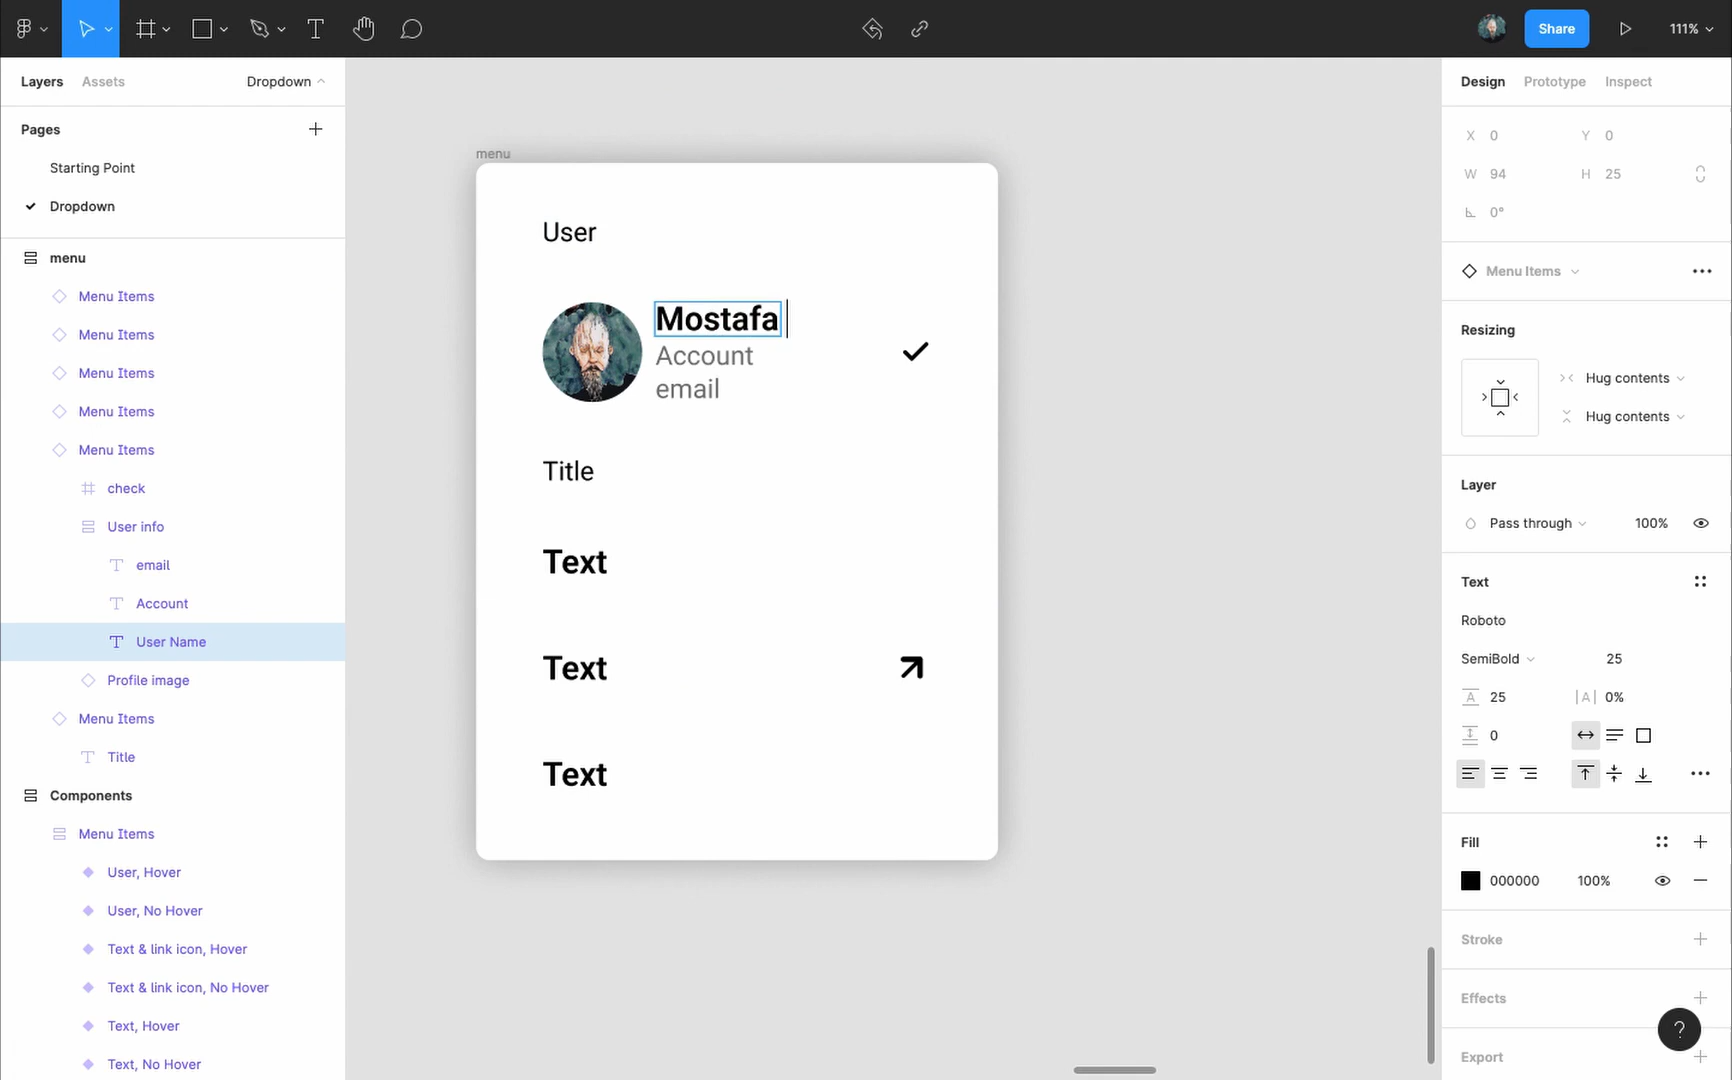 Share
111%
Layers
Assets
Dropdown
Pages
Starting Point
Dropdown
menu
Menu Items
Menu Items
Menu Items
Menu Items
Menu Items
check
User info
email
Account
User Name
Profile image
Menu Items
Title
Components
Menu Items
User, Hover
User, No Hover
Text & link icon, Hover
Text & link icon, No Hover
Text, Hover
Text, No Hover
menu
User
Mostafa
Account
email
Title
Text
Text
Text
Design
Prototype
Inspect
X 0
Y 0
W 94
H 25
0°
Menu Items
Resizing
Hug contents
Hug contents
Layer
Pass through
100%
Text
Roboto
SemiBold
25
A 25
|A| 0%
0
Fill
000000
100%
Stroke
Effects
?
Export